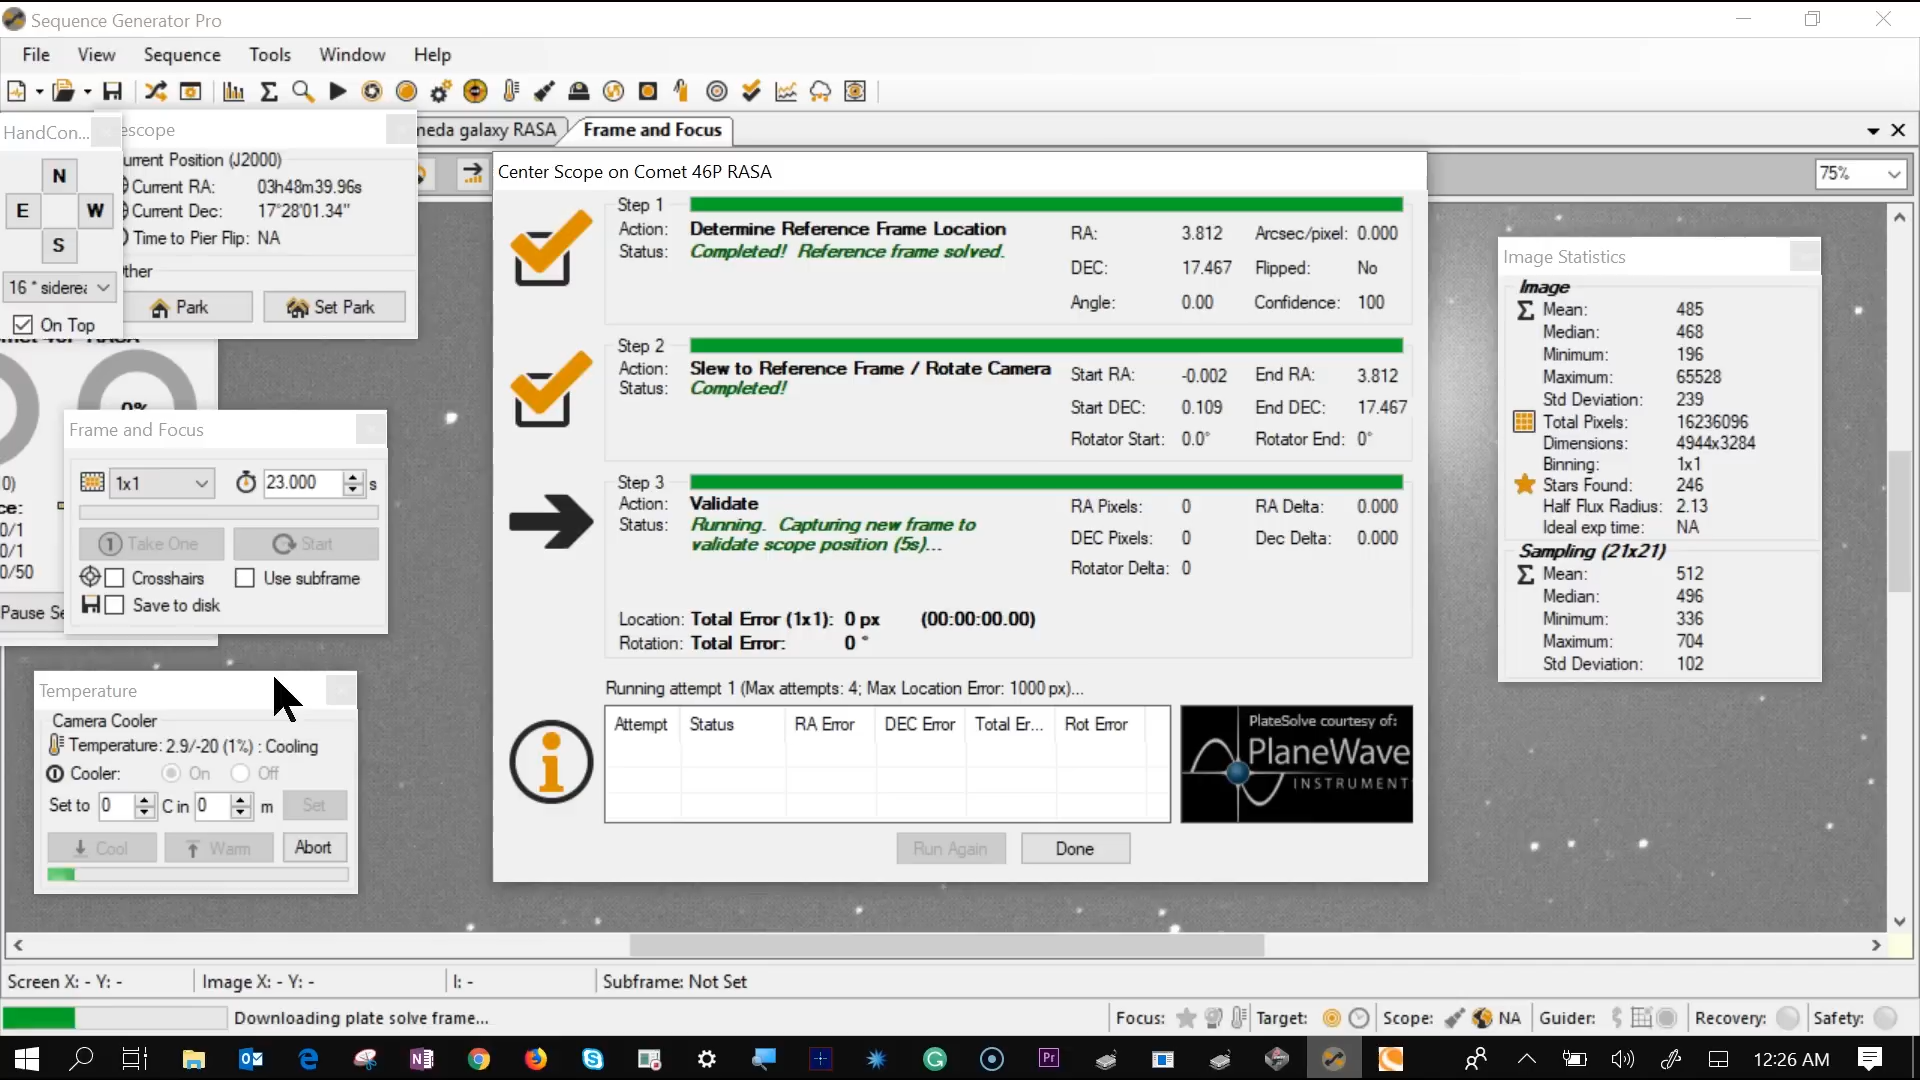 Sequence Generator Pro
File View Sequence Tools Window Help
HandCon...
escope
neda galaxy RASA
Frame and Focus
N
E W
S
16 * siderea
On Top
urrent Position (J2000)
Current RA: 03h48m39.96s
Current Dec: 17°28'01.34"
Time to Pier Flip: NA
ther
Park Set Park
75%
Center Scope on Comet 46P RASA
Step 1
Action: Determine Reference Frame Location
Status: Completed! Reference frame solved.
RA: 3.812 Arcsec/pixel: 0.000
DEC: 17.467 Flipped: No
Angle: 0.00 Confidence: 100
Step 2
Action: Slew to Reference Frame / Rotate Camera
Status: Completed!
Start RA: -0.002 End RA: 3.812
Start DEC: 0.109 End DEC: 17.467
Rotator Start: 0.0° Rotator End: 0°
Step 3
Action: Validate
Status: Running. Capturing new frame to
validate scope position (5s)...
RA Pixels: 0 RA Delta: 0.000
DEC Pixels: 0 Dec Delta: 0.000
Rotator Delta: 0
Location: Total Error (1x1): 0 px (00:00:00.00)
Rotation: Total Error: 0 °
Running attempt 1 (Max attempts: 4; Max Location Error: 1000 px)...
Attempt Status RA Error DEC Error Total Er... Rot Error
PlateSolve courtesy of:
PlaneWave
INSTRUMENT
Run Again Done
0%
0)
ce:
0/1
0/1
0/50
Pause Se
Frame and Focus
1x1 23.000 s
1 Take One Start
Crosshairs Use subframe
Save to disk
Temperature
Camera Cooler
Temperature: 2.9/-20 (1%) : Cooling
Cooler: On Off
Set to 0 C in 0 m Set
Cool Warm Abort
Image Statistics
Image
Mean: 485
Median: 468
Minimum: 196
Maximum: 65528
Std Deviation: 239
Total Pixels: 16236096
Dimensions: 4944x3284
Binning: 1x1
Stars Found: 246
Half Flux Radius: 2.13
Ideal exp time: NA
Sampling (21x21)
Mean: 512
Median: 496
Minimum: 336
Maximum: 704
Std Deviation: 102
Screen X: - Y: - Image X: - Y: - I: - Subframe: Not Set
Downloading plate solve frame... Focus: Target: Scope: NA Guider: Recovery: Safety:
12:26 AM